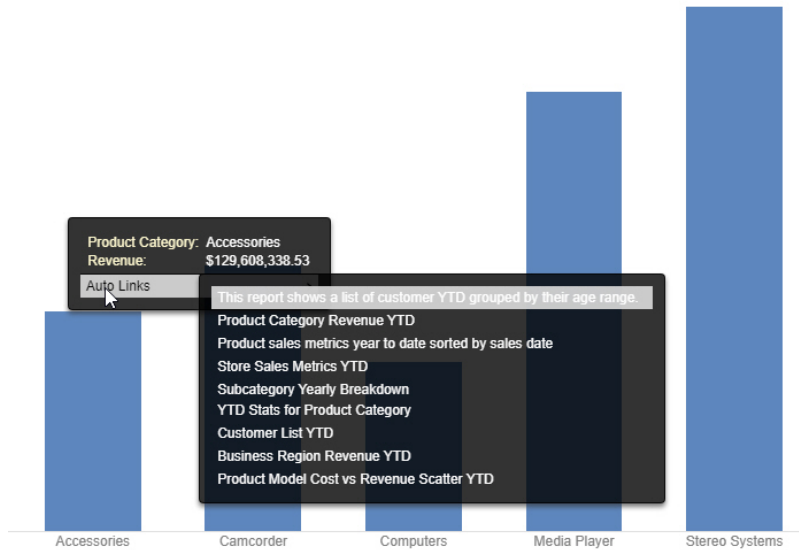 Product Category: Accessories
Revenue: $129,608,338.53
Auto Links
This report shows a list of customer YTD grouped by their age range.
Product Category Revenue YTD
Product sales metrics year to date sorted by sales date
Store Sales Metrics YTD
Subcategory Yearly Breakdown
YTD Stats for Product Category
Customer List YTD
Business Region Revenue YTD
Product Model Cost vs Revenue Scatter YTD
Accessories Camcorder Computers Media Player Stereo Systems